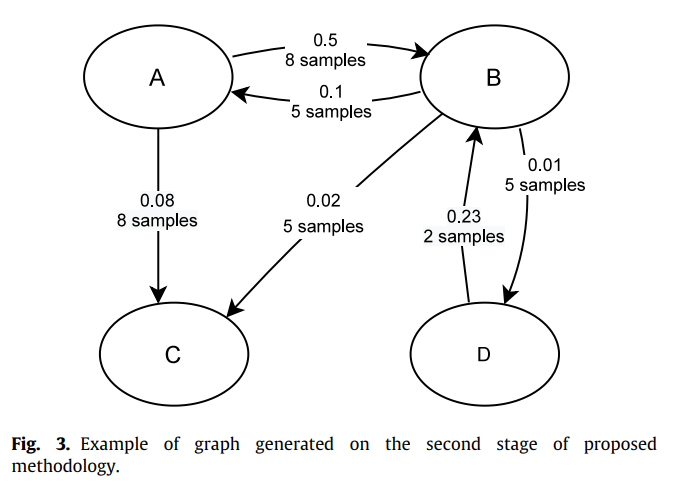 0.5
8 samples
A
B
0.1
5 samples
0.01
5 samples
0.08
8 samples
0.02
5 samples
0.23
2 samples
C
D
Fig. 3. Example of graph generated on the second stage of proposed
methodology.